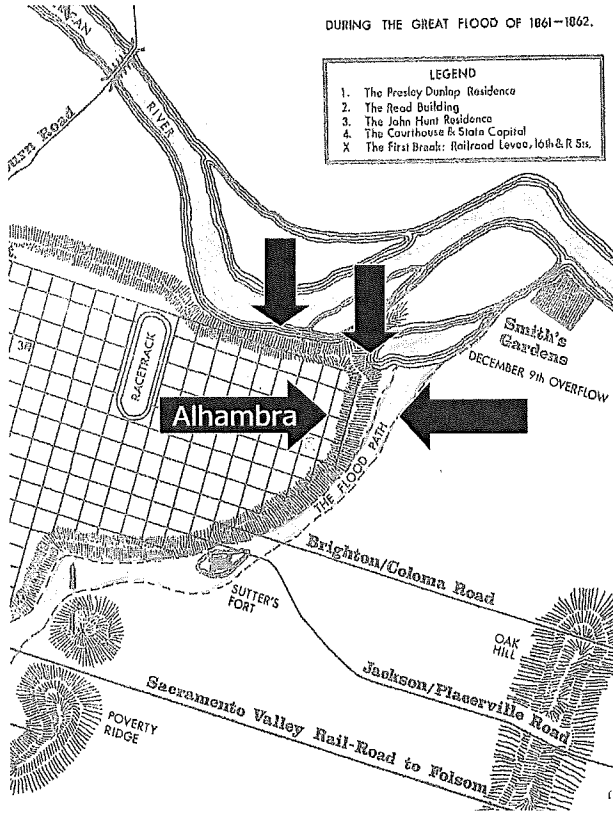 DURING THE GREAT FLOOD OF 1861–1862.
LEGEND
1. The Presley Dunlap Residence
2. The Read Building
3. The John Hunt Residence
4. The Courthouse & State Capital
X The First Break: Railroad Levee, 16th & R Sts.
RICAN
RIVER
urn Road
RACETRACK
Alhambra
Smith's
Gardens
DECEMBER 9th OVERFLOW
THE FLOOD PATH
Brighton/Coloma Road
SUTTER'S
FORT
OAK
HILL
Jackson/Placerville Road
Sacramento Valley Rail-Road to Folsom
POVERTY
RIDGE